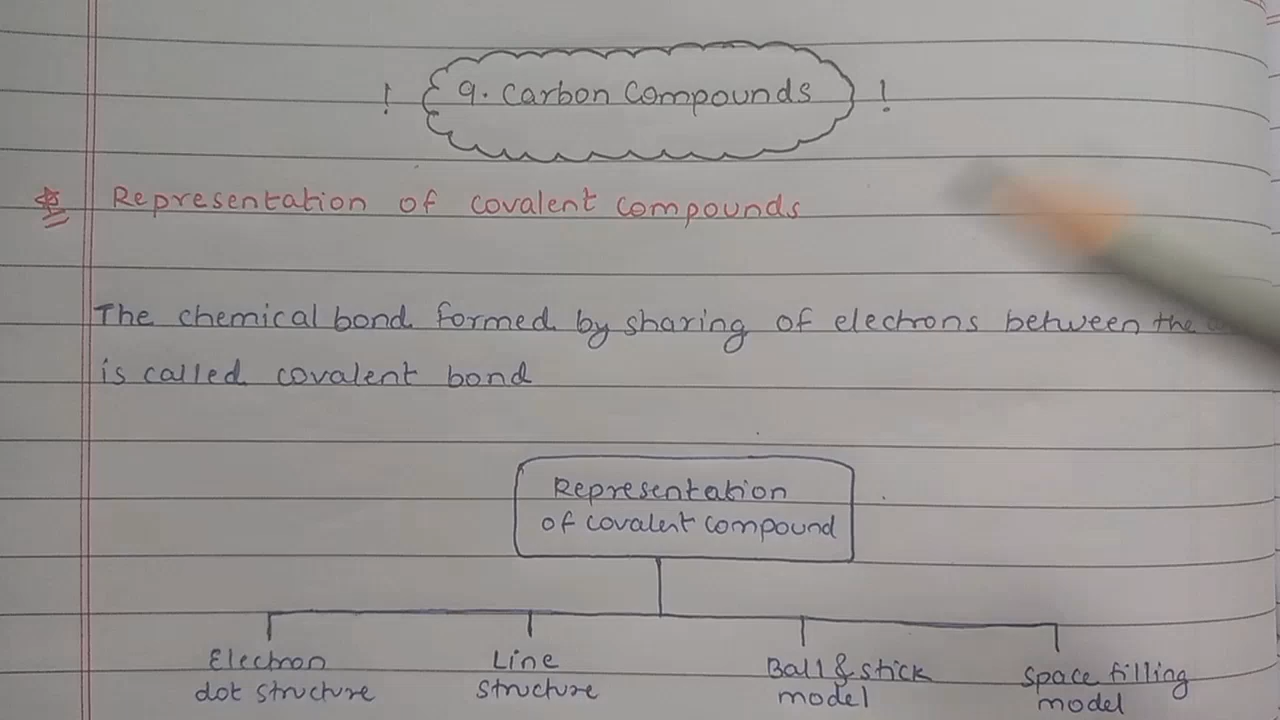 ! 9. Carbon Compounds !
Representation of covalent compounds
The chemical bond formed by sharing of electrons between the
is called covalent bond
Representation
of covalent compound
Electron
dot structure
Line
structure
Ball & stick
model
Space filling
model